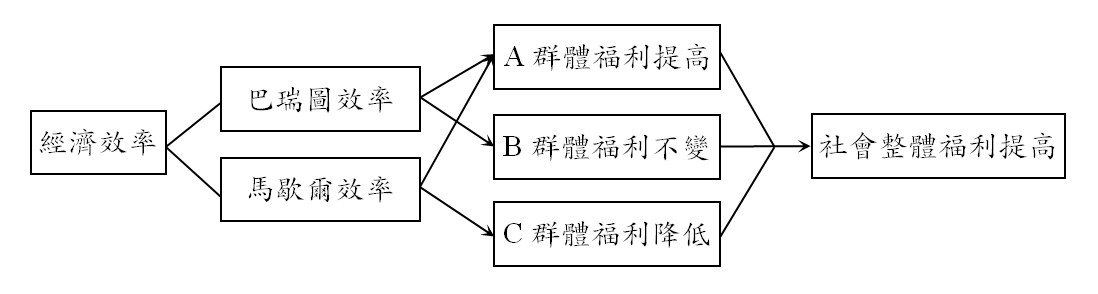 經濟效率
巴瑞圖效率
馬歇爾效率
A 群體福利提高
B 群體福利不變
C 群體福利降低
社會整體福利提高